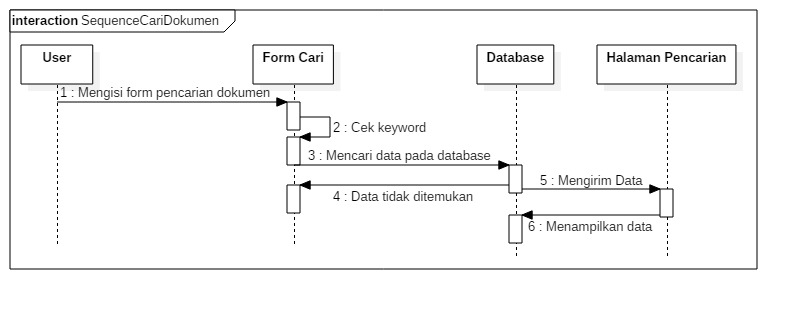 interaction SequenceCariDokumen
User
Form Cari
Database
Halaman Pencarian
1 : Mengisi form pencarian dokumen
2 : Cek keyword
3 : Mencari data pada database
4 : Data tidak ditemukan
5 : Mengirim Data
6 : Menampilkan data